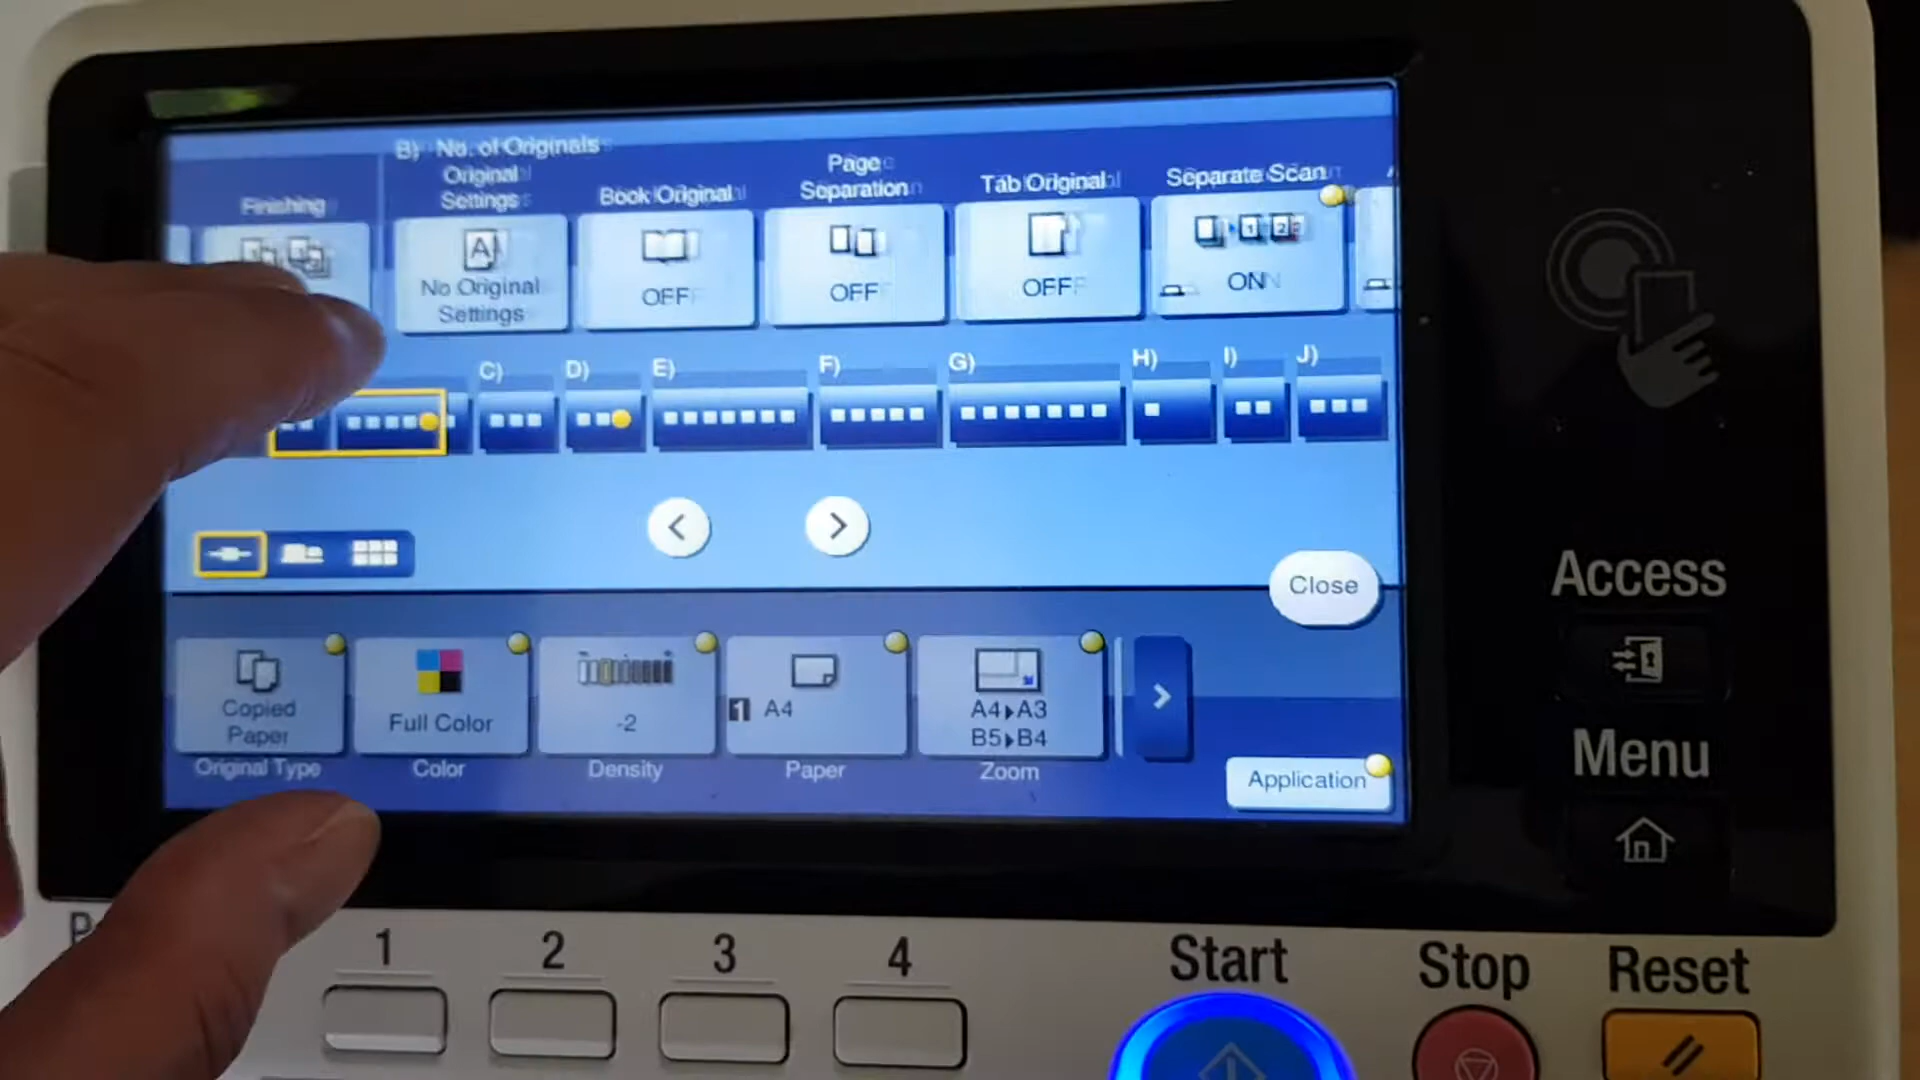 B) No. of Originals
Finishing
Original
Settings
Book Original
Page
Separation
Tab Original
Separate Scan
No Original
Settings
OFF
OFF
OFF
ON
C)
D)
E)
F)
G)
H)
I)
J)
Close
Copied
Paper
Full Color
-2
1 A4
A4▸A3
B5▸B4
Original Type
Color
Density
Paper
Zoom
Application
Access
Menu
1
2
3
4
Start
Stop
Reset